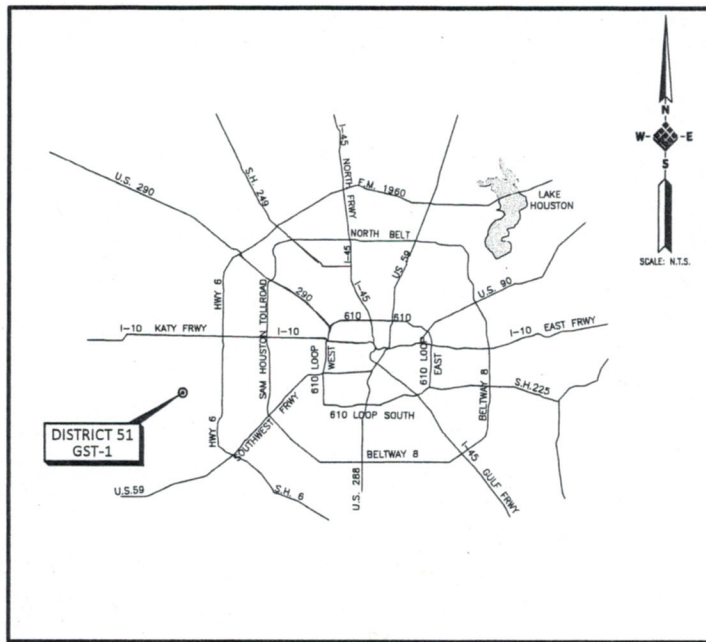 N
W- -E
S
SCALE: N.T.S.
I-45
NORTH FRWY
S.H. 249
U.S. 290
F.M. 1960
LAKE
HOUSTON
NORTH BELT
I-45
US 59
U.S. 90
HWY 6
SAM HOUSTON TOLLROAD
290
I-45
610
610
I-10 KATY FRWY
I-10
I-10 EAST FRWY
610 LOOP
WEST
610 LOOP
EAST
S.H.225
BELTWAY 8
DISTRICT 51
GST-1
HWY 6
SOUTHWEST FRWY
610 LOOP SOUTH
BELTWAY 8
I-45
GULF FRWY
U.S.59
S.H. 6
U.S. 288